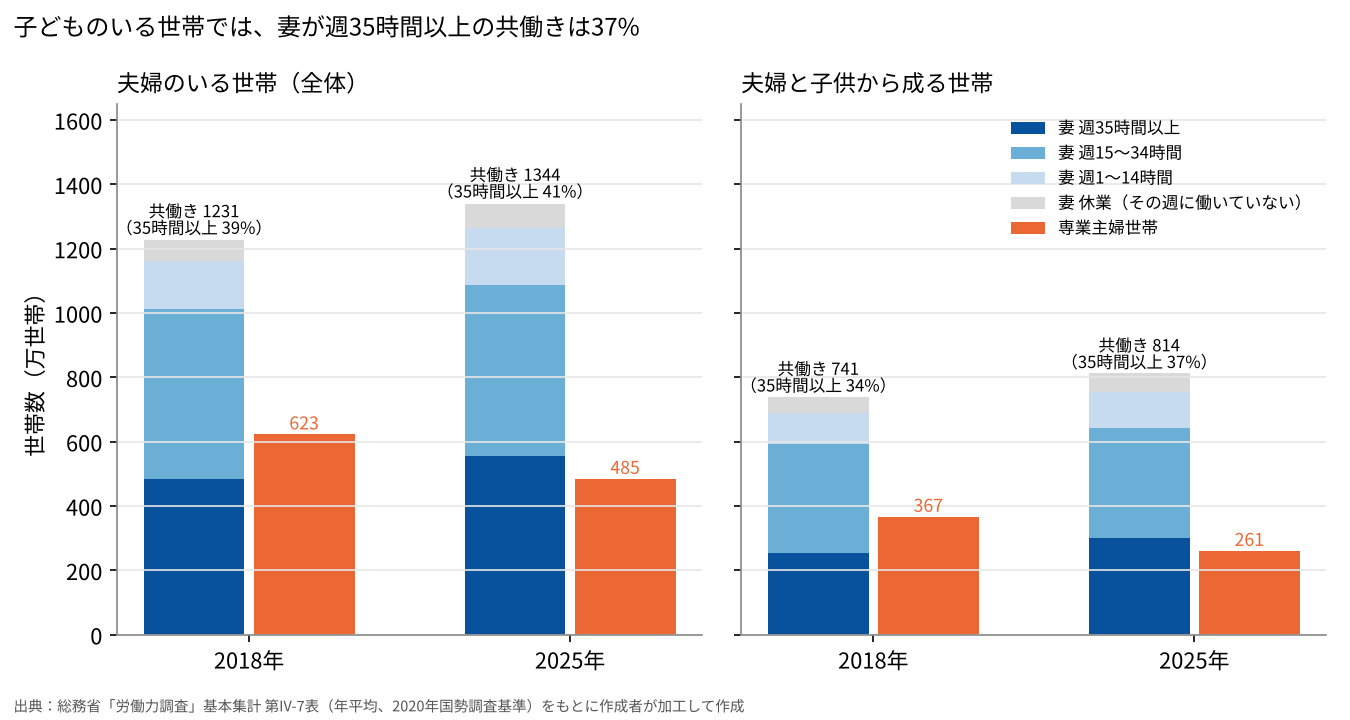 子どものいる世帯では、妻が週35時間以上の共働きは37%
夫婦のいる世帯（全体）
世帯数（万世帯）
1600
1400
1200
1000
800
600
400
200
0
共働き 1231
（35時間以上 39%）
623
共働き 1344
（35時間以上 41%）
485
2018年
2025年
夫婦と子供から成る世帯
妻 週35時間以上
妻 週15～34時間
妻 週1～14時間
妻 休業（その週に働いていない）
専業主婦世帯
共働き 741
（35時間以上 34%）
367
共働き 814
（35時間以上 37%）
261
2018年
2025年
出典：総務省「労働力調査」基本集計 第IV-7表（年平均、2020年国勢調査基準）をもとに作成者が加工して作成